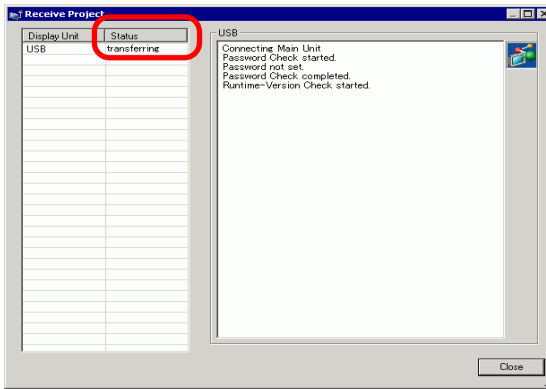 Receive Project
Display Unit Status
USB transferring
USB
Connecting Main Unit
Password Check started.
Password not set.
Password Check completed.
Runtime-Version Check started.
Close